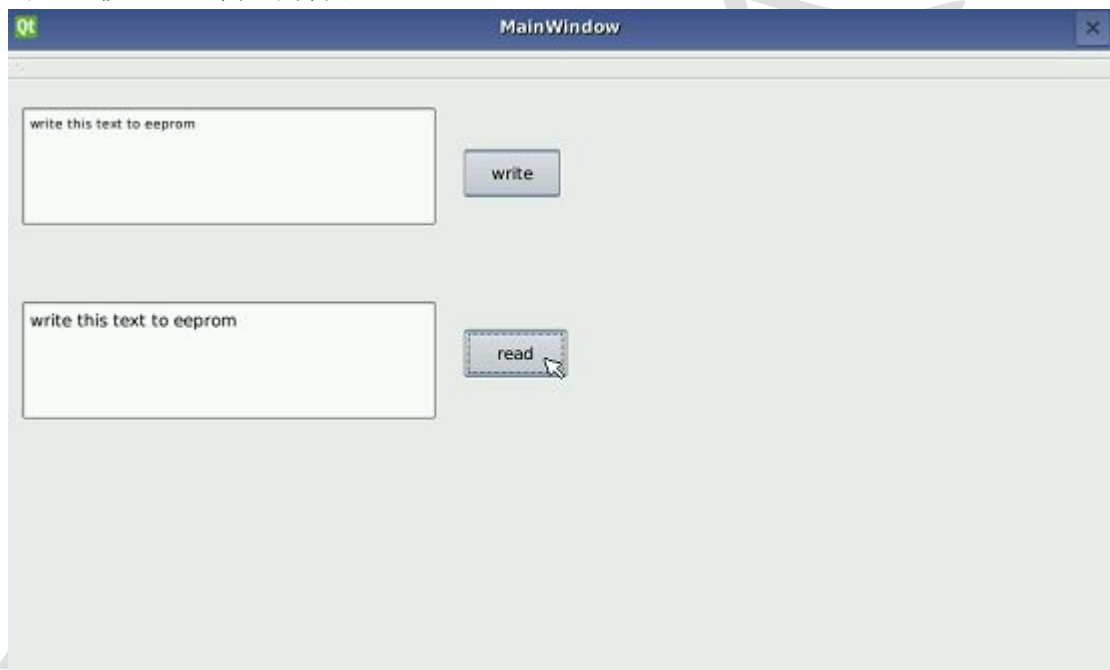 Qt MainWindow
write this text to eeprom
write
write this text to eeprom
read